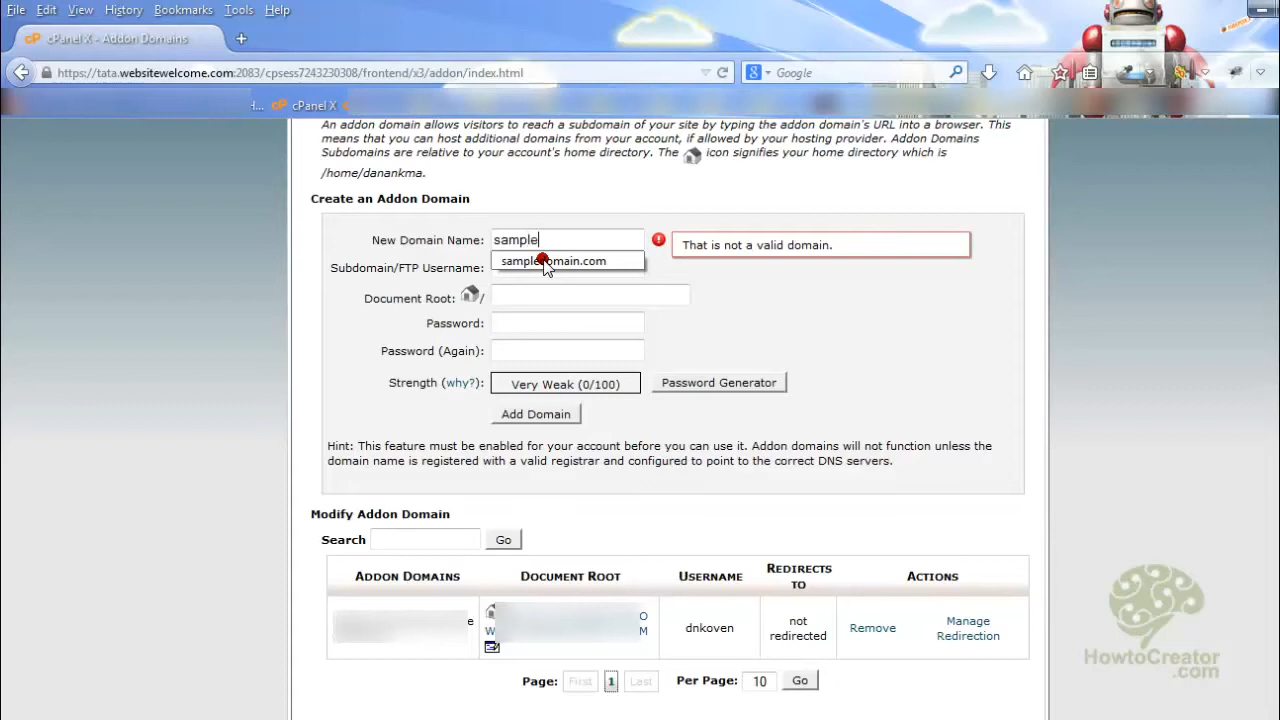 File Edit View History Bookmarks Tools Help
cP cPanel X - Addon Domains
https://tata.websitewelcome.com:2083/cpsess7243230308/frontend/x3/addon/index.html
Google
H... cP cPanel X
An addon domain allows visitors to reach a subdomain of your site by typing the addon domain's URL into a browser. This
means that you can host additional domains from your account, if allowed by your hosting provider. Addon Domains
Subdomains are relative to your account's home directory. The icon signifies your home directory which is
/home/danankma.
Create an Addon Domain
New Domain Name: sample
That is not a valid domain.
sampledomain.com
Subdomain/FTP Username:
Document Root: /
Password:
Password (Again):
Strength (why?): Very Weak (0/100) Password Generator
Add Domain
Hint: This feature must be enabled for your account before you can use it. Addon domains will not function unless the
domain name is registered with a valid registrar and configured to point to the correct DNS servers.
Modify Addon Domain
Search Go
ADDON DOMAINS DOCUMENT ROOT USERNAME REDIRECTS TO ACTIONS
e O
W M
dnkoven not redirected Remove Manage Redirection
Page: First 1 Last Per Page: 10 Go
HowtoCreator
.com